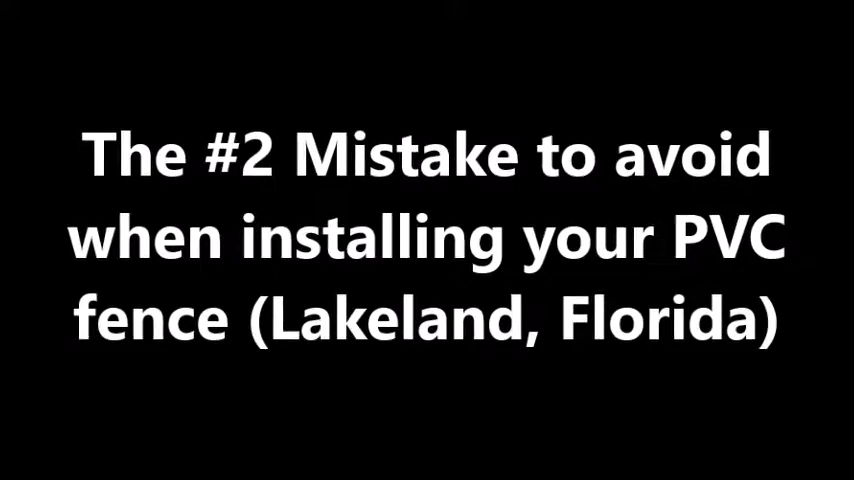 The #2 Mistake to avoid
when installing your PVC
fence (Lakeland, Florida)